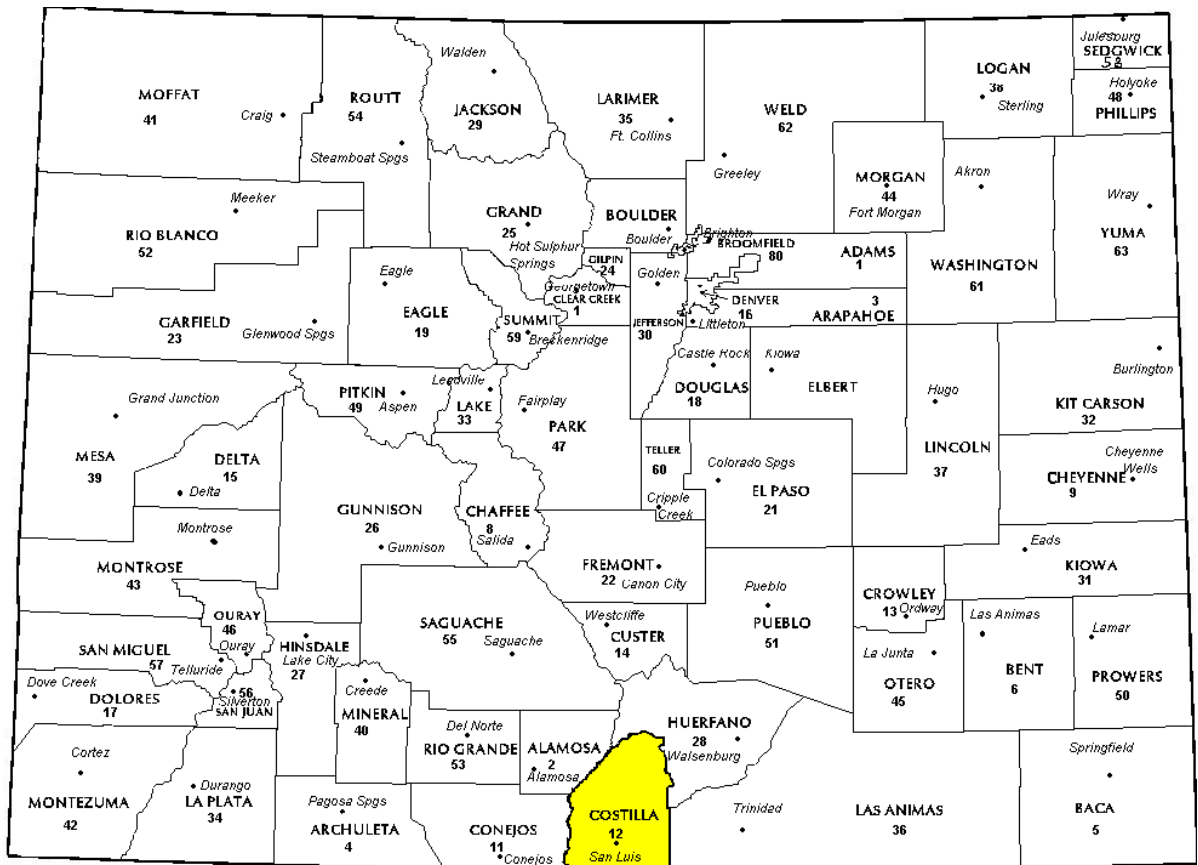 Julesburg
SEDGWICK
58
Walden
LOGAN
38
Sterling
Holyoke
48
PHILLIPS
MOFFAT
41
Craig
ROUTT
54
Steamboat Spgs
JACKSON
29
LARIMER
35
Ft. Collins
WELD
62
Greeley
MORGAN
44
Fort Morgan
Akron
Wray
YUMA
63
Meeker
RIO BLANCO
52
GRAND
25
Hot Sulphur
Springs
BOULDER
Boulder
Brighton
BROOMFIELD
80
ADAMS
1
WASHINGTON
61
GILPIN
24
Golden
Georgetown
CLEAR CREEK
1
DENVER
16
3
ARAPAHOE
Eagle
EAGLE
19
SUMMIT
59
Breckenridge
JEFFERSON
30
Littleton
GARFIELD
23
Glenwood Spgs
Castle Rock
DOUGLAS
18
Kiowa
ELBERT
Hugo
LINCOLN
37
Burlington
KIT CARSON
32
Grand Junction
MESA
39
PITKIN
49
Aspen
Leedville
LAKE
33
Fairplay
PARK
47
DELTA
15
Delta
TELLER
60
Cripple
Creek
Colorado Spgs
EL PASO
21
Cheyenne
Wells
CHEYENNE
9
GUNNISON
26
Gunnison
CHAFFEE
8
Salida
Montrose
MONTROSE
43
FREMONT
22
Canon City
Pueblo
PUEBLO
51
CROWLEY
13
Ordway
Eads
KIOWA
31
OURAY
46
Ouray
HINSDALE
Lake City
27
SAGUACHE
55
Saguache
Westcliffe
CUSTER
14
Las Animas
BENT
6
Lamar
PROWERS
50
SAN MIGUEL
57
Telluride
La Junta
OTERO
45
Dove Creek
DOLORES
17
56
Silverton
SAN JUAN
Creede
MINERAL
40
Del Norte
RIO GRANDE
53
ALAMOSA
2
Alamosa
HUERFANO
28
Walsenburg
Cortez
MONTEZUMA
42
Durango
LA PLATA
34
Pagosa Spgs
ARCHULETA
4
CONEJOS
11
Conejos
COSTILLA
12
San Luis
Trinidad
LAS ANIMAS
36
Springfield
BACA
5